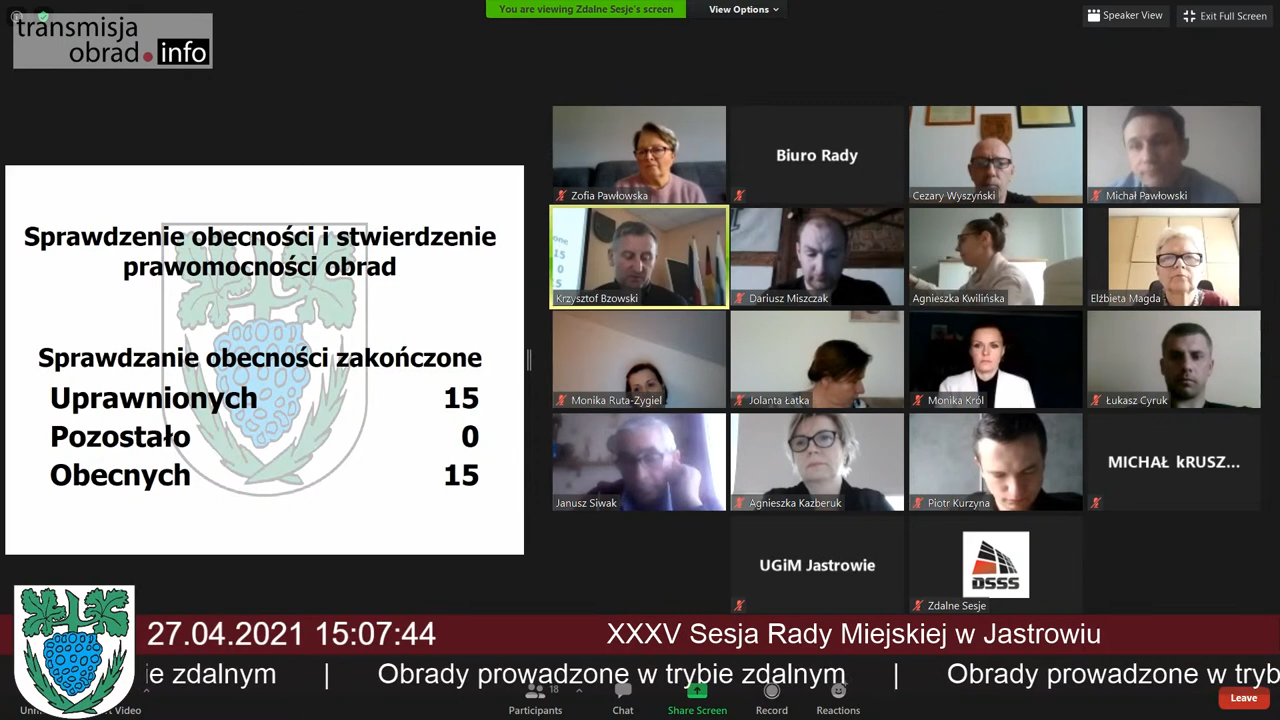 transmisja
obrad.info
You are viewing Zdalne Sesje's screen
View Options
Speaker View
Exit Full Screen
Sprawdzenie obecności i stwierdzenie
prawomocności obrad
Sprawdzanie obecności zakończone
Uprawnionych 15
Pozostało 0
Obecnych 15
Zofia Pawłowska
Biuro Rady
Cezary Wyszyński
Michał Pawłowski
15
0
5
Krzysztof Bzowski
Dariusz Miszczak
Agnieszka Kwilińska
Elżbieta Magda
Monika Ruta-Zygiel
Jolanta Łatka
Monika Król
Łukasz Cyruk
Janusz Siwak
Agnieszka Kazberuk
Piotr Kurzyna
MICHAŁ kRUSZ...
UGiM Jastrowie
DSSS
Zdalne Sesje
27.04.2021 15:07:44
XXXV Sesja Rady Miejskiej w Jastrowiu
ie zdalnym | Obrady prowadzone w trybie zdalnym | Obrady prowadzone w tryb
18
Video
Participants
Chat
Share Screen
Record
Reactions
Leave